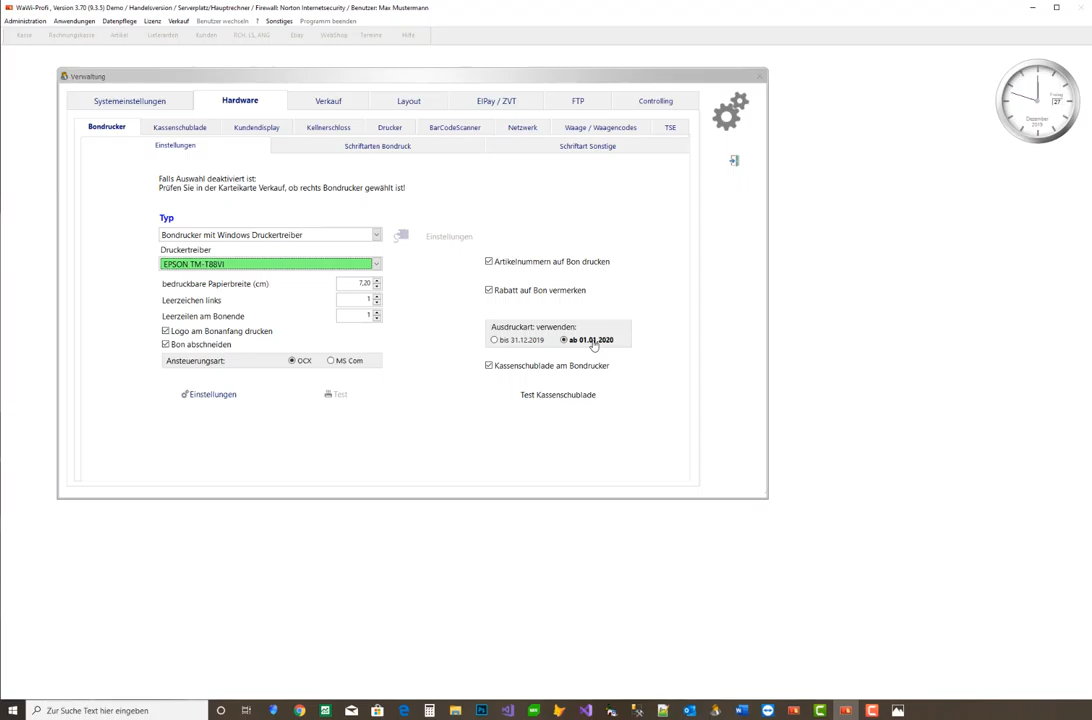 WaWi-Profi , Version 3.70 (9.3.5) Demo / Handelsversion / Serverplatz/Hauptrechner / Firewall: Norton Internetsecurity / Benutzer: Max Mustermann
Administration Anwendungen Datenpflege Lizenz Verkauf Benutzer wechseln ? Sonstiges Programm beenden
Kasse Rechnungskasse Artikel Lieferanten Kunden RCH, LS, ANG Ebay WebShop Termine Hilfe
Verwaltung
Systemeinstellungen Hardware Verkauf Layout ElPay / ZVT FTP Controlling
Bondrucker Kassenschublade Kundendisplay Kellnerschloss Drucker BarCodeScanner Netzwerk Waage / Waagencodes TSE
Einstellungen Schriftarten Bondruck Schriftart Sonstige
Falls Auswahl deaktiviert ist:
Prüfen Sie in der Karteikarte Verkauf, ob rechts Bondrucker gewählt ist!
Typ
Bondrucker mit Windows Druckertreiber Einstellungen
Druckertreiber
EPSON TM-T88VI
Artikelnummern auf Bon drucken
bedruckbare Papierbreite (cm) 7,20
Rabatt auf Bon vermerken
Leerzeichen links 1
Leerzeilen am Bonende 1
Logo am Bonanfang drucken
Ausdruckart: verwenden:
bis 31.12.2019 ab 01.01.2020
Bon abschneiden
Ansteuerungsart: OCX MS Com
Kassenschublade am Bondrucker
Einstellungen Test Test Kassenschublade
27
Dezember
2019
Zur Suche Text hier eingeben